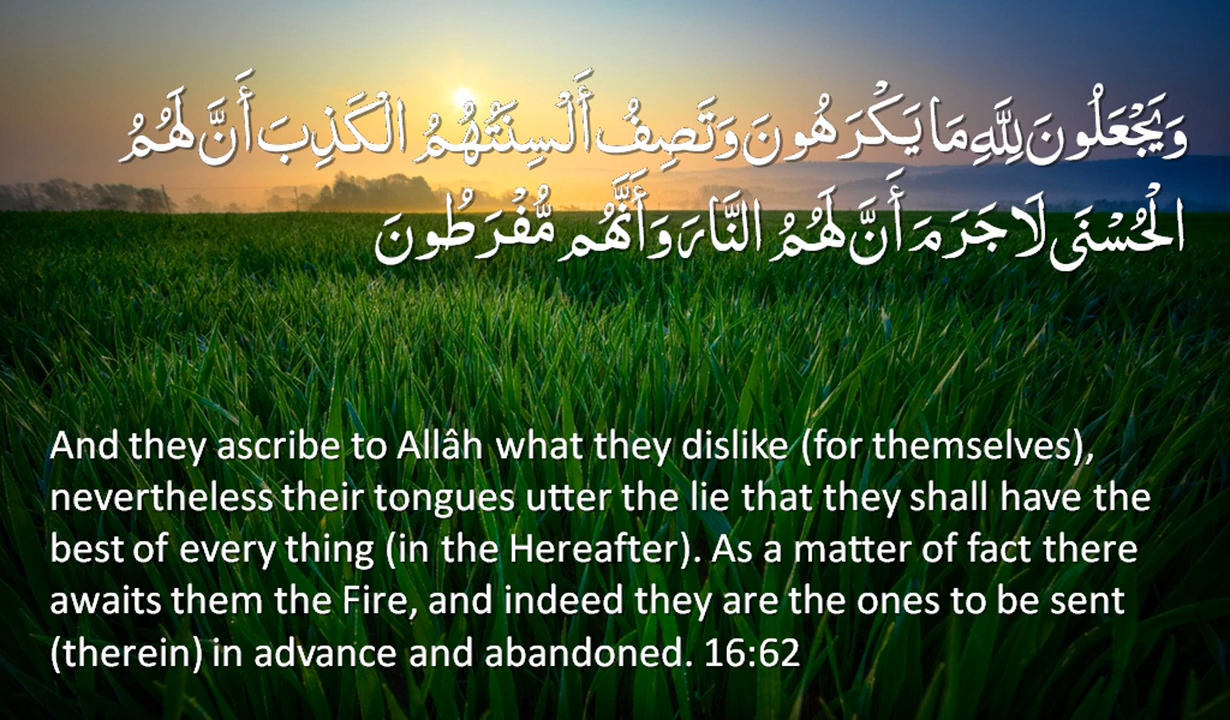 وَيَجْعَلُونَ لِلَّهِ مَا يَكْرَهُونَ وَتَصِفُ أَلْسِنَتُهُمُ الْكَذِبَ أَنَّ لَهُمُ
الْحُسْنَى لَا جَرَمَ أَنَّ لَهُمُ النَّارَ وَأَنَّهُم مُّفْرَطُونَ
And they ascribe to Allâh what they dislike (for themselves),
nevertheless their tongues utter the lie that they shall have the
best of every thing (in the Hereafter). As a matter of fact there
awaits them the Fire, and indeed they are the ones to be sent
(therein) in advance and abandoned. 16:62